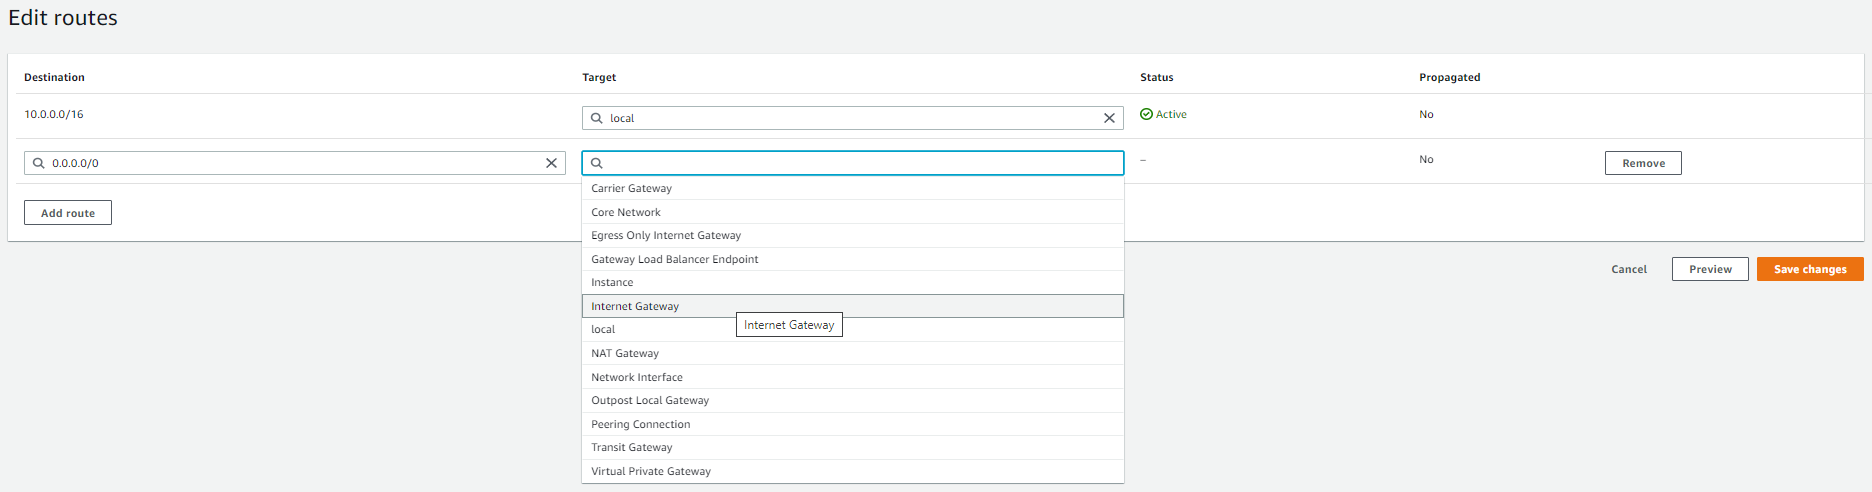 Edit routes
Destination Target Status Propagated
10.0.0.0/16 local Active No
0.0.0.0/0 – No Remove
Carrier Gateway
Add route
Core Network
Egress Only Internet Gateway
Gateway Load Balancer Endpoint
Cancel Preview Save changes
Instance
Internet Gateway
Internet Gateway
local
NAT Gateway
Network Interface
Outpost Local Gateway
Peering Connection
Transit Gateway
Virtual Private Gateway